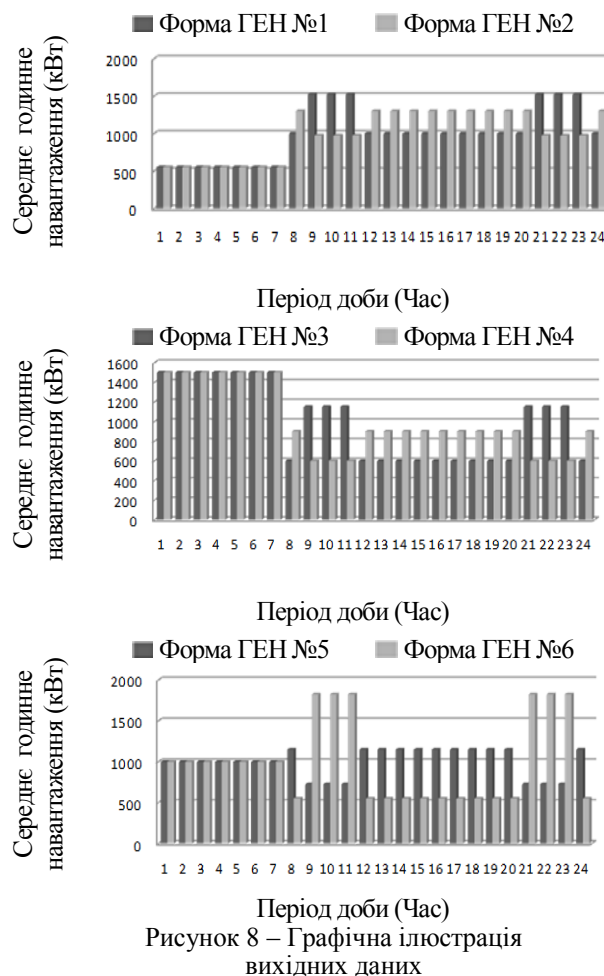 Форма ГЕН №1 Форма ГЕН №2
Середнє годинне
навантаження (кВт)
2000
1500
1000
500
0
1 2 3 4 5 6 7 8 9 10 11 12 13 14 15 16 17 18 19 20 21 22 23 24
Період доби (Час)
Форма ГЕН №3 Форма ГЕН №4
Середнє годинне
навантаження (кВт)
1600
1400
1200
1000
800
600
400
200
0
1 2 3 4 5 6 7 8 9 10 11 12 13 14 15 16 17 18 19 20 21 22 23 24
Період доби (Час)
Форма ГЕН №5 Форма ГЕН №6
Середнє годинне
навантаження (кВт)
2000
1500
1000
500
0
1 2 3 4 5 6 7 8 9 10 11 12 13 14 15 16 17 18 19 20 21 22 23 24
Період доби (Час)
Рисунок 8 – Графічна ілюстрація
вихідних даних